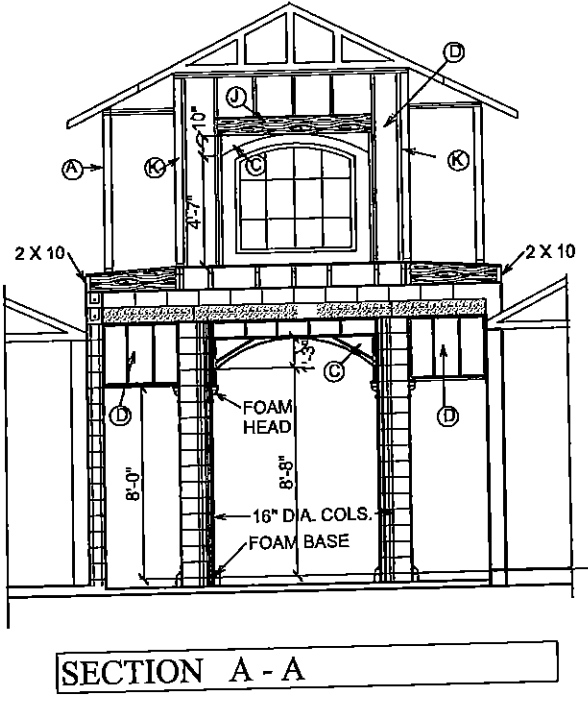 D
J
10"
A
K
C
K
4'-7"
2 X 10
2 X 10
1'-3"
C
D
D
FOAM
HEAD
8'-0"
8'-8"
16" DIA. COLS.
FOAM BASE
SECTION A - A